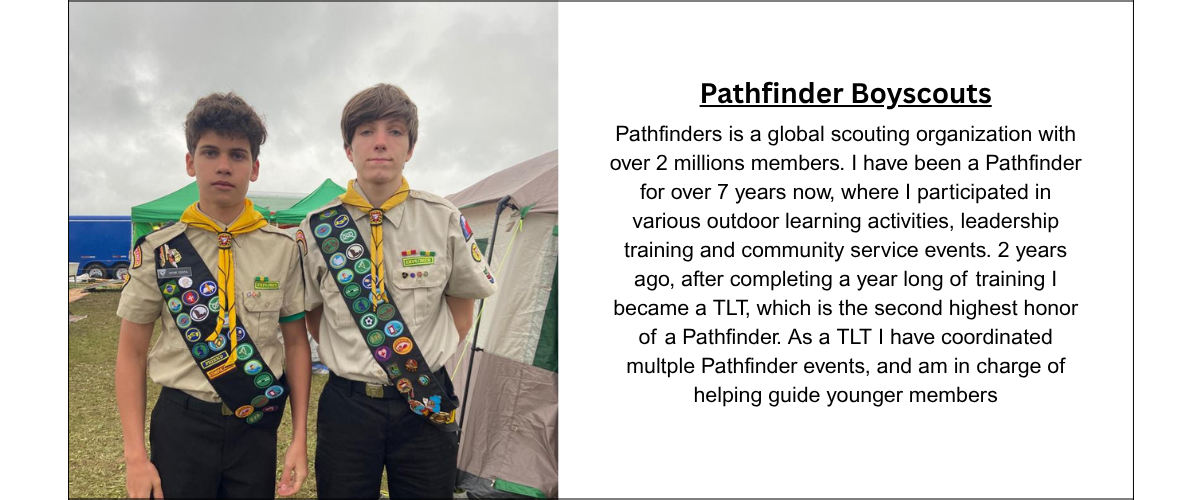 Pathfinder Boyscouts
Pathfinders is a global scouting organization with
over 2 millions members. I have been a Pathfinder
for over 7 years now, where I participated in
various outdoor learning activities, leadership
training and community service events. 2 years
ago, after completing a year long of training I
became a TLT, which is the second highest honor
of a Pathfinder. As a TLT I have coordinated
multple Pathfinder events, and am in charge of
helping guide younger members